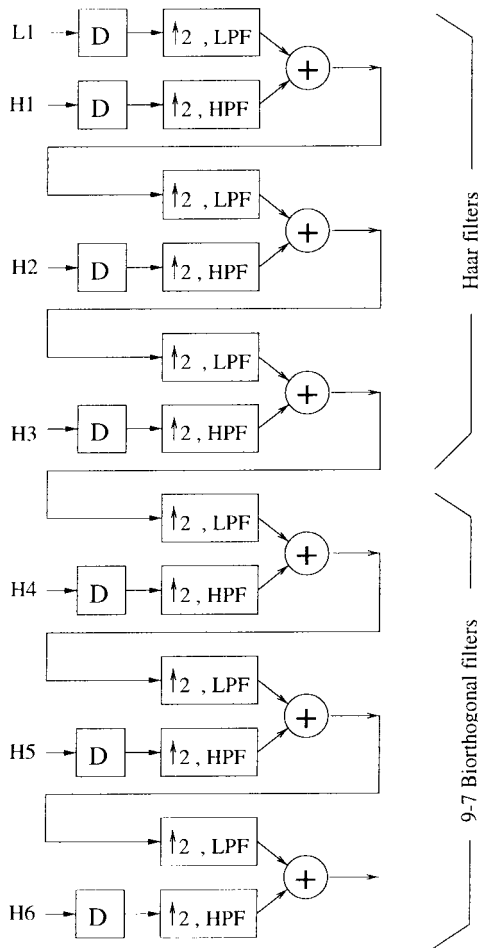 L1 D ↑2 , LPF
+
H1 D ↑2 , HPF
↑2 , LPF
+
H2 D ↑2 , HPF
↑2 , LPF
+
H3 D ↑2 , HPF
Haar filters
↑2 , LPF
+
H4 D ↑2 , HPF
↑2 , LPF
+
H5 D ↑2 , HPF
↑2 , LPF
+
H6 D ↑2 , HPF
9-7 Biorthogonal filters